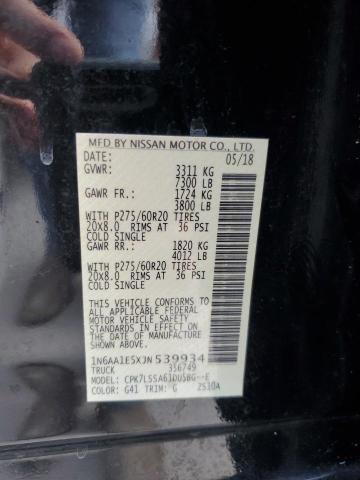 MFD BY NISSAN MOTOR CO., LTD.
DATE: 05/18
GVWR: 3311 KG
7300 LB
GAWR FR.: 1724 KG
3800 LB
WITH P275/60R20 TIRES
20x8.0 RIMS AT 36 PSI
COLD SINGLE
GAWR RR.: 1820 KG
4012 LB
WITH P275/60R20 TIRES
20x8.0 RIMS AT 36 PSI
COLD SINGLE
THIS VEHICLE CONFORMS TO
ALL APPLICABLE FEDERAL
MOTOR VEHICLE SAFETY
STANDARDS IN EFFECT ON THE
DATE OF MANUFACTURE
SHOWN ABOVE.
1N6AA1E5XJN539934
TRUCK 356749
MODEL:
COLOR: G41 TRIM: G 2510A